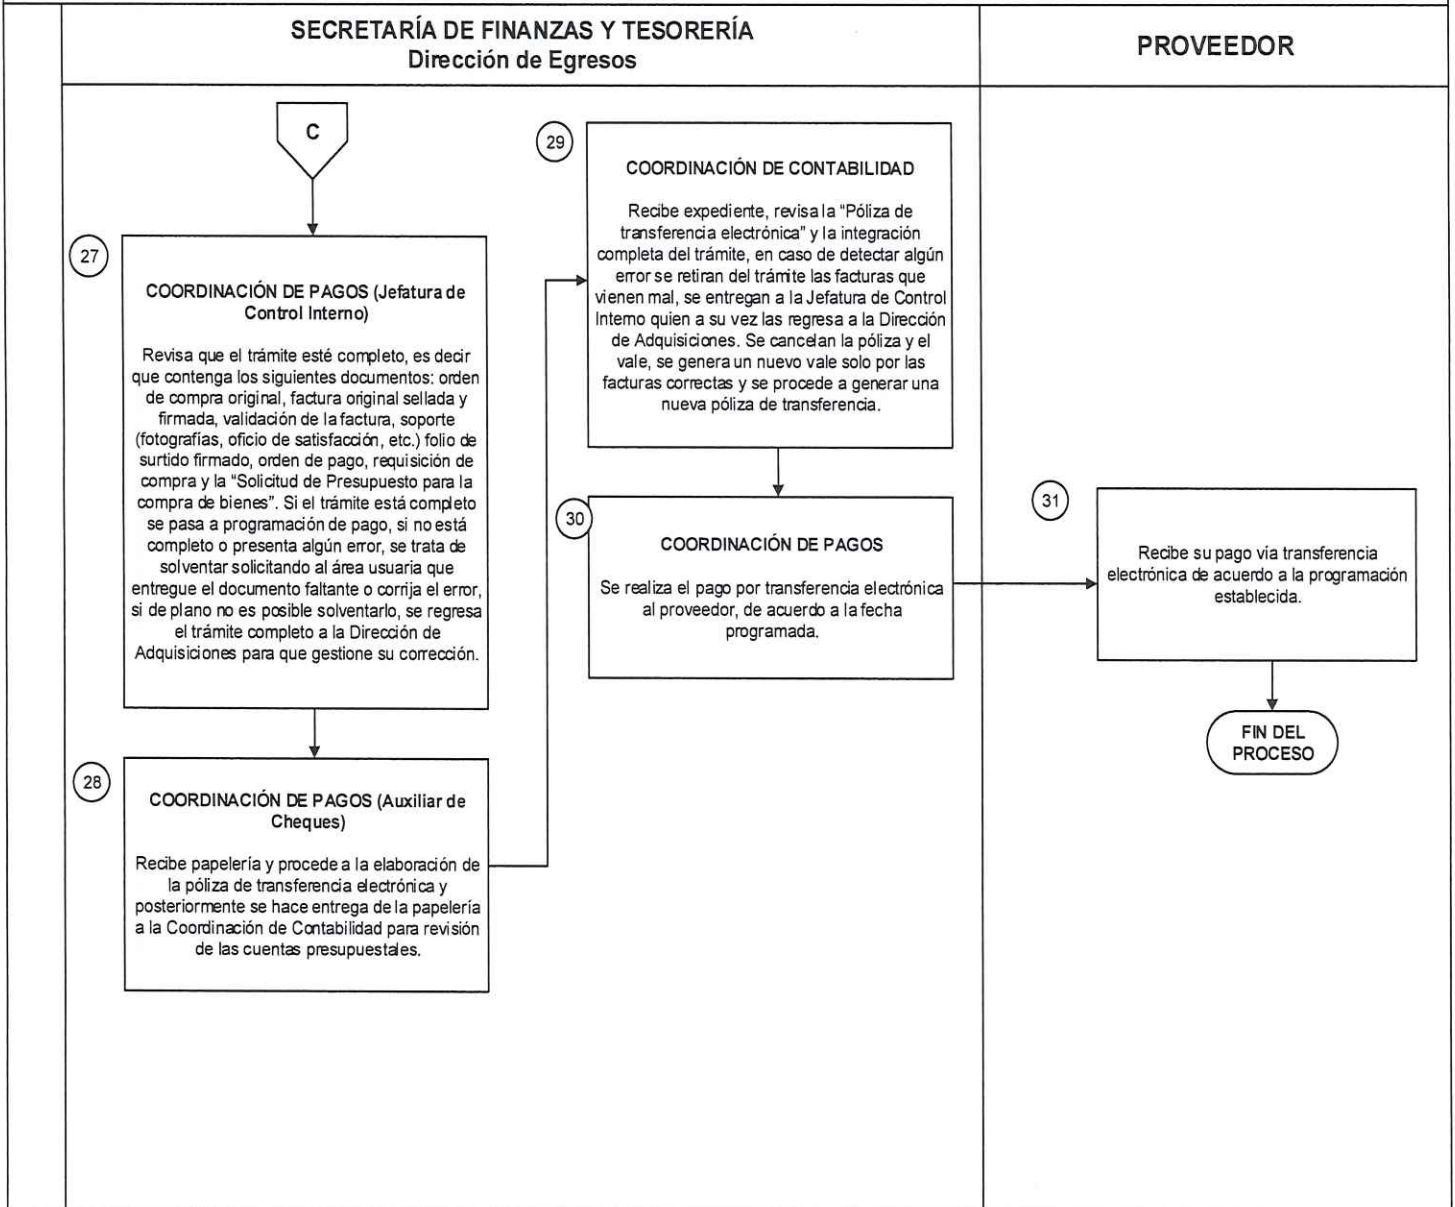 SECRETARÍA DE FINANZAS Y TESORERÍA
Dirección de Egresos
PROVEEDOR
C
27
COORDINACIÓN DE PAGOS (Jefatura de
Control Interno)
Revisa que el trámite esté completo, es decir
que contenga los siguientes documentos: orden
de compra original, factura original sellada y
firmada, validación de la factura, soporte
(fotografías, oficio de satisfacción, etc.) folio de
surtido firmado, orden de pago, requisición de
compra y la “Solicitud de Presupuesto para la
compra de bienes”. Si el trámite está completo
se pasa a programación de pago, si no está
completo o presenta algún error, se trata de
solventar solicitando al área usuaria que
entregue el documento faltante o corrija el error,
si de plano no es posible solventarlo, se regresa
el trámite completo a la Dirección de
Adquisiciones para que gestione su corrección.
28
COORDINACIÓN DE PAGOS (Auxiliar de
Cheques)
Recibe papelería y procede a la elaboración de
la póliza de transferencia electrónica y
posteriormente se hace entrega de la papelería
a la Coordinación de Contabilidad para revisión
de las cuentas presupuestales.
29
COORDINACIÓN DE CONTABILIDAD
Recibe expediente, revisa la “Póliza de
transferencia electrónica” y la integración
completa del trámite, en caso de detectar algún
error se retiran del trámite las facturas que
vienen mal, se entregan a la Jefatura de Control
Interno quien a su vez las regresa a la Dirección
de Adquisiciones. Se cancelan la póliza y el
vale, se genera un nuevo vale solo por las
facturas correctas y se procede a generar una
nueva póliza de transferencia.
30
COORDINACIÓN DE PAGOS
Se realiza el pago por transferencia electrónica
al proveedor, de acuerdo a la fecha
programada.
31
Recibe su pago vía transferencia
electrónica de acuerdo a la programación
establecida.
FIN DEL
PROCESO